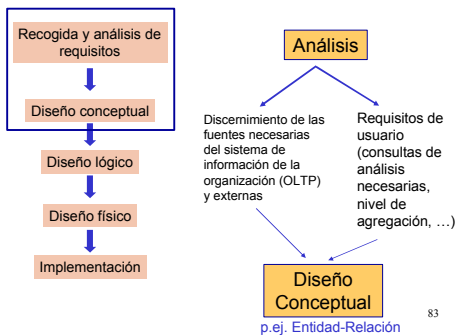 Recogida y análisis de
requisitos
Diseño conceptual
Diseño lógico
Diseño físico
Implementación
Análisis
Discernimiento de las
fuentes necesarias
del sistema de
información de la
organización (OLTP)
y externas
Requisitos de
usuario
(consultas de
análisis
necesarias,
nivel de
agregación, …)
Diseño
Conceptual
p.ej. Entidad-Relación
83